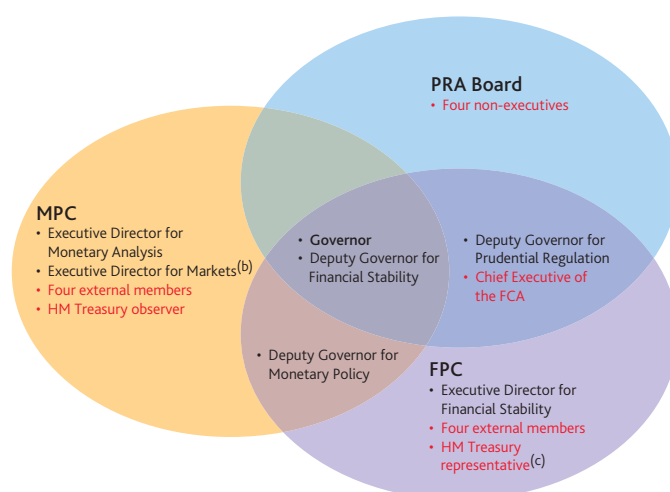 PRA Board
• Four non-executives
MPC
• Executive Director for
Monetary Analysis
• Executive Director for Markets(b)
• Four external members
• HM Treasury observer
• Governor
• Deputy Governor for
Financial Stability
• Deputy Governor for
Prudential Regulation
• Chief Executive of
the FCA
• Deputy Governor for
Monetary Policy
FPC
• Executive Director for
Financial Stability
• Four external members
• HM Treasury
representative(c)